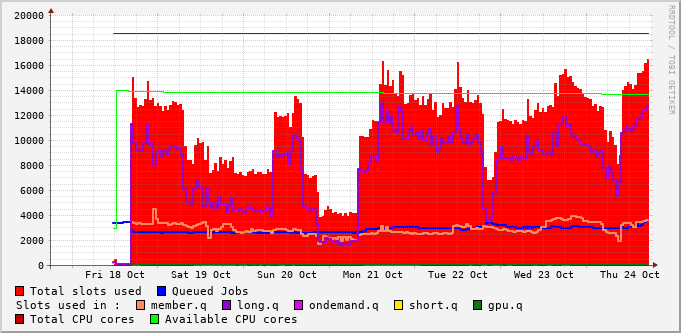 RRDTOOL / TOBI OETIKER
20000
18000
16000
14000
12000
10000
8000
6000
4000
2000
0
Fri 18 Oct Sat 19 Oct Sun 20 Oct Mon 21 Oct Tue 22 Oct Wed 23 Oct Thu 24 Oct
Total slots used Queued Jobs
Slots used in : member.q long.q ondemand.q short.q gpu.q
Total CPU cores Available CPU cores